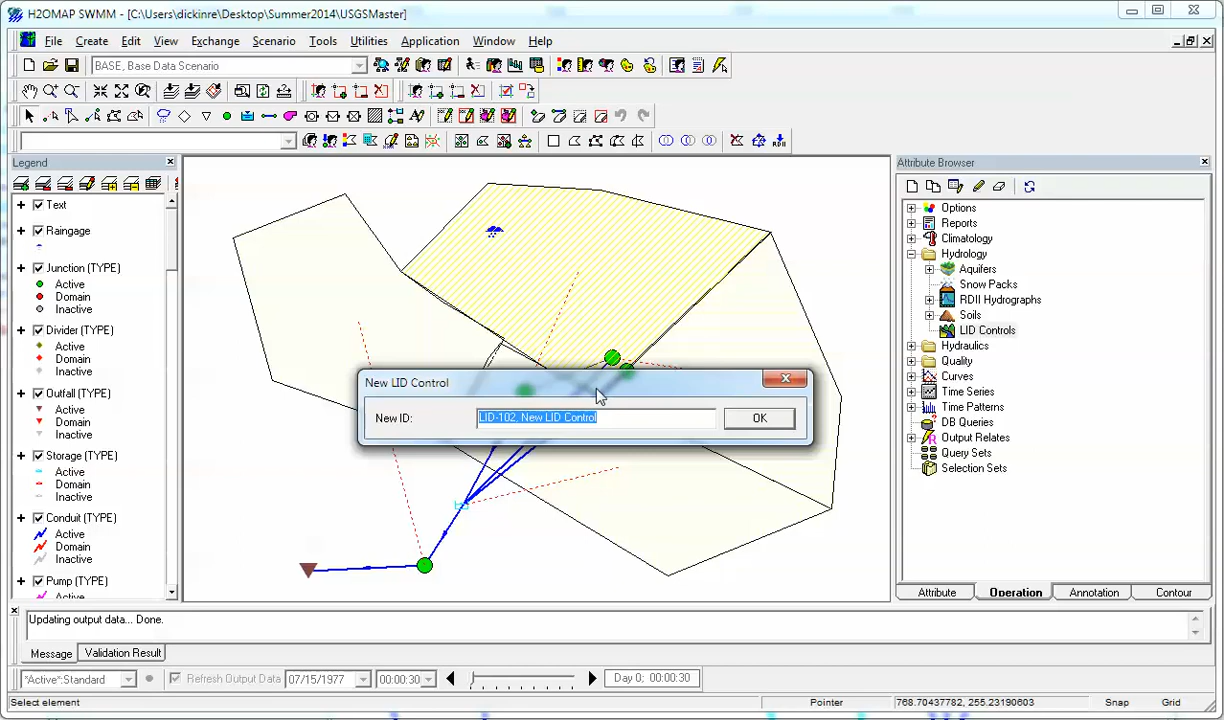 H2OMAP SWMM - [C:\Users\dickinre\Desktop\Summer2014\USGSMaster]
File Create Edit View Exchange Scenario Tools Utilities Application Window Help
BASE, Base Data Scenario
Legend
Text
Raingage
Junction (TYPE)
Active
Domain
Inactive
Divider (TYPE)
Active
Domain
Inactive
Outfall (TYPE)
Active
Domain
Inactive
Storage (TYPE)
Active
Domain
Inactive
Conduit (TYPE)
Active
Domain
Inactive
Pump (TYPE)
Active
New LID Control
New ID: LID-102, New LID Control OK
Attribute Browser
Options
Reports
Climatology
Hydrology
Aquifers
Snow Packs
RDII Hydrographs
Soils
LID Controls
Hydraulics
Quality
Curves
Time Series
Time Patterns
DB Queries
Output Relates
Query Sets
Selection Sets
Attribute Operation Annotation Contour
Updating output data... Done.
Message Validation Result
*Active*:Standard Refresh Output Data 07/15/1977 00:00:30 Day 0; 00:00:30
Select element Pointer 768.70437782, 255.23190603 Snap Grid